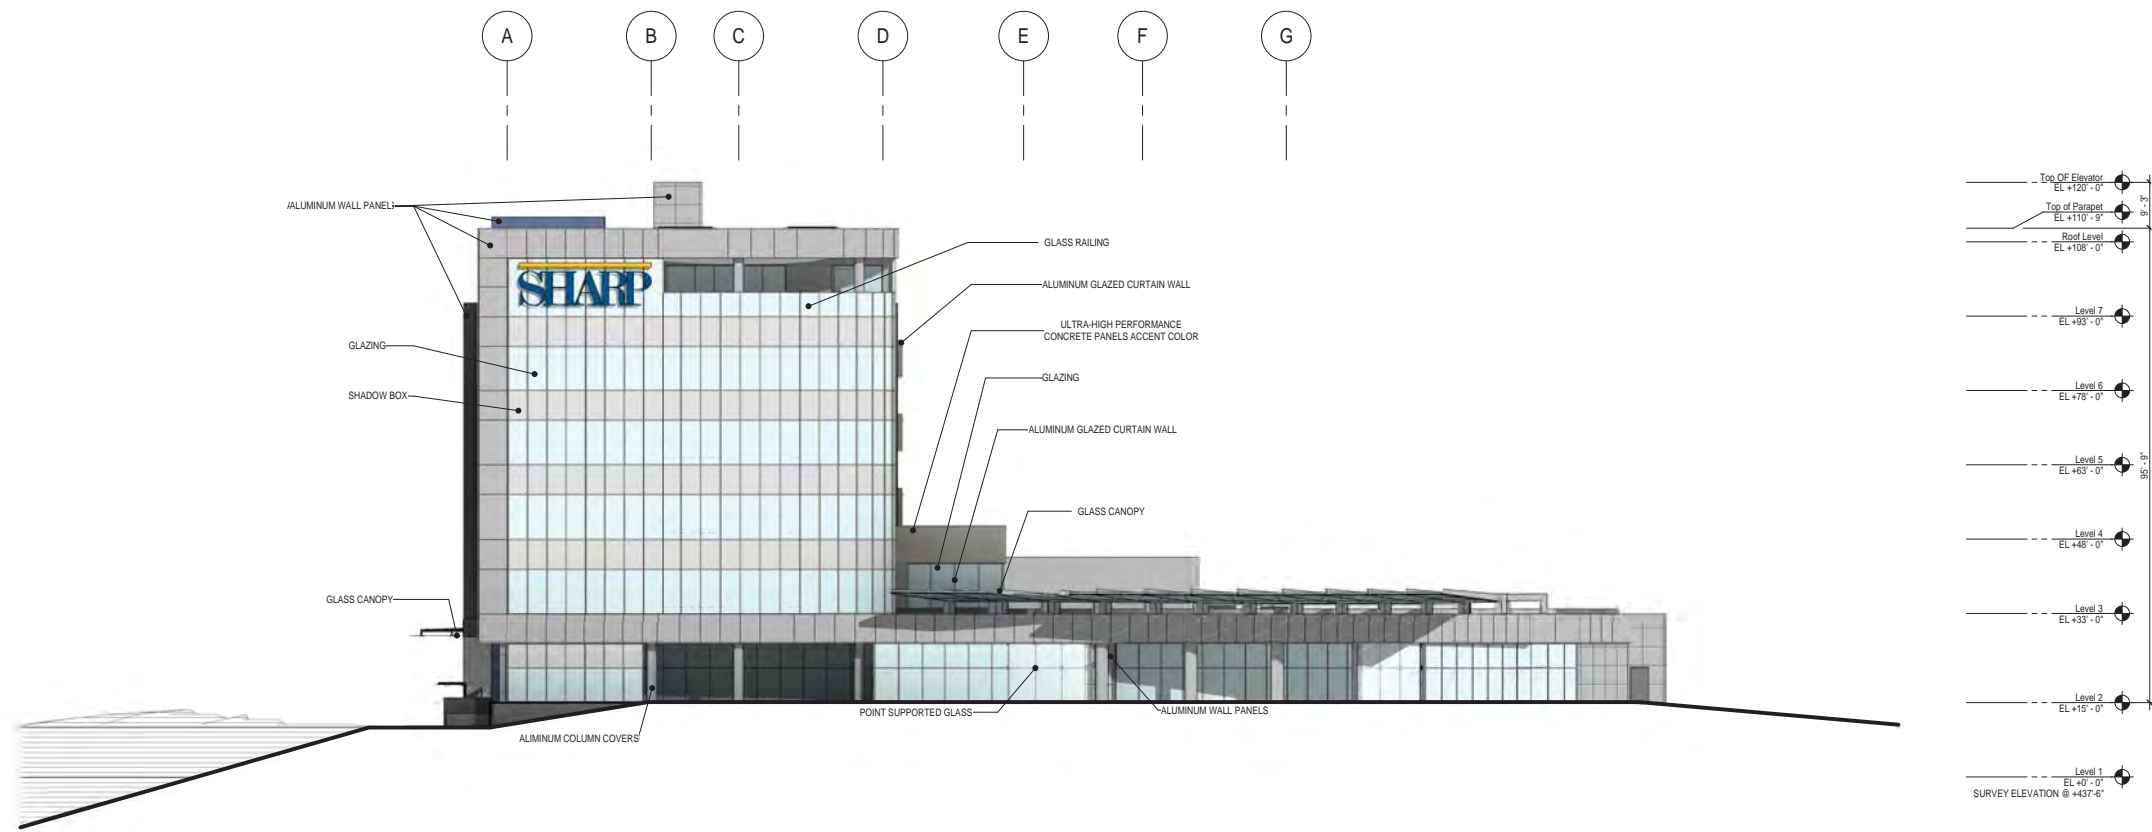 A B C D E F G
Top OF Elevator
EL +120' - 0"
9' - 3"
ALUMINUM WALL PANELS
Top of Parapet
EL +110' - 9"
Roof Level
EL +108' - 0"
GLASS RAILING
SHARP
ALUMINUM GLAZED CURTAIN WALL
Level 7
EL +93' - 0"
ULTRA-HIGH PERFORMANCE
CONCRETE PANELS ACCENT COLOR
GLAZING
GLAZING
Level 6
EL +78' - 0"
SHADOW BOX
ALUMINUM GLAZED CURTAIN WALL
Level 5
EL +63' - 0"
95' - 9"
GLASS CANOPY
Level 4
EL +48' - 0"
GLASS CANOPY
Level 3
EL +33' - 0"
Level 2
EL +15' - 0"
POINT SUPPORTED GLASS
ALUMINUM WALL PANELS
ALIMINUM COLUMN COVERS
Level 1
EL +0' - 0"
SURVEY ELEVATION @ +437'-6"